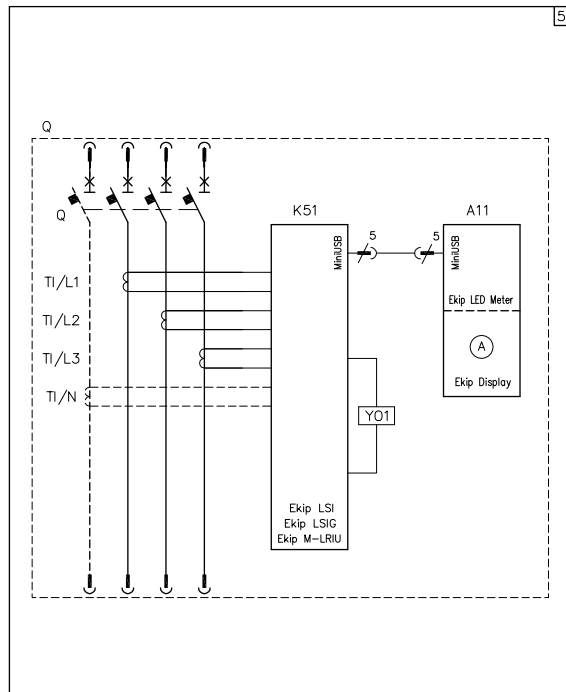 5
Q
Q
K51
A11
5
5
MiniUSB
MiniUSB
TI/L1
TI/L2
TI/L3
TI/N
Ekip LED Meter
A
Ekip Display
YO1
Ekip LSI
Ekip LSIG
Ekip M-LRIU